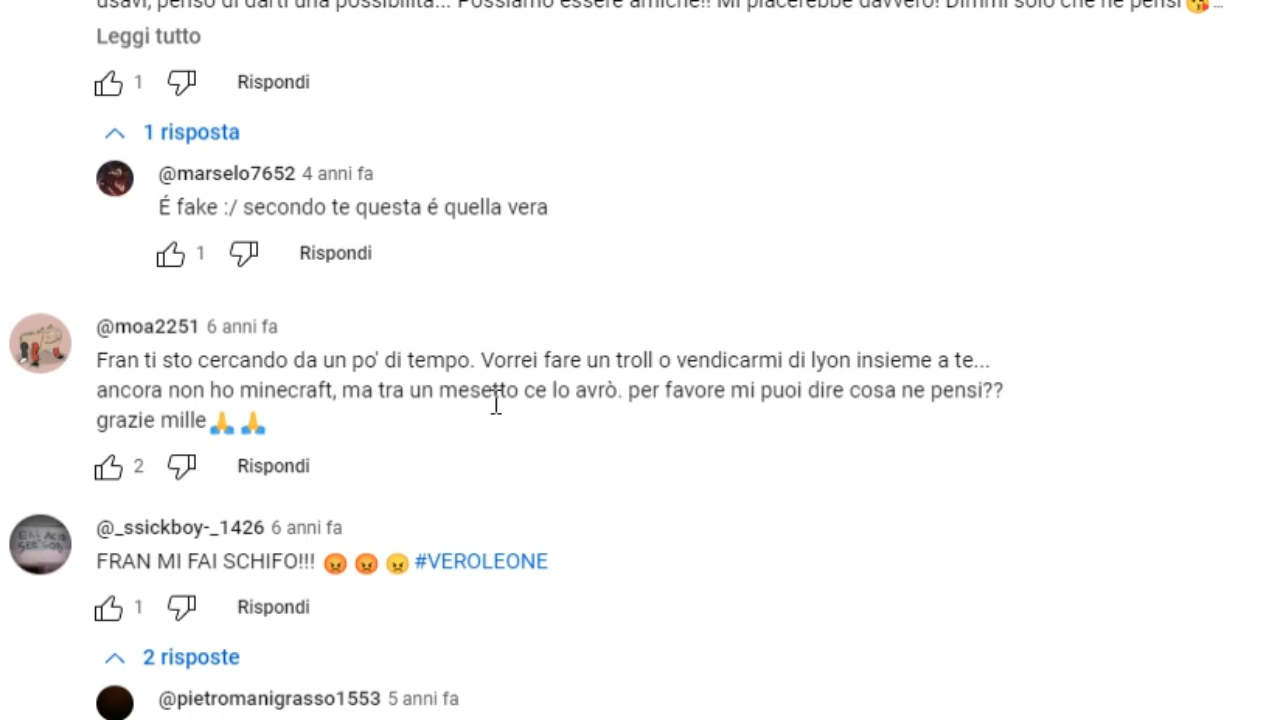 usavi, penso di darti una possibilità... Possiamo essere amiche!! Mi piacerebbe davvero! Dimmi solo che ne pensi😘...
Leggi tutto
1 Rispondi
1 risposta
@marselo7652 4 anni fa
É fake :/ secondo te questa é quella vera
1 Rispondi
@moa2251 6 anni fa
Fran ti sto cercando da un po' di tempo. Vorrei fare un troll o vendicarmi di lyon insieme a te...
ancora non ho minecraft, ma tra un mesetto ce lo avrò. per favore mi puoi dire cosa ne pensi??
grazie mille🙏🙏
2 Rispondi
@_ssickboy-_1426 6 anni fa
FRAN MI FAI SCHIFO!!! 😡😡😠#VEROLEONE
1 Rispondi
2 risposte
@pietromanigrasso1553 5 anni fa